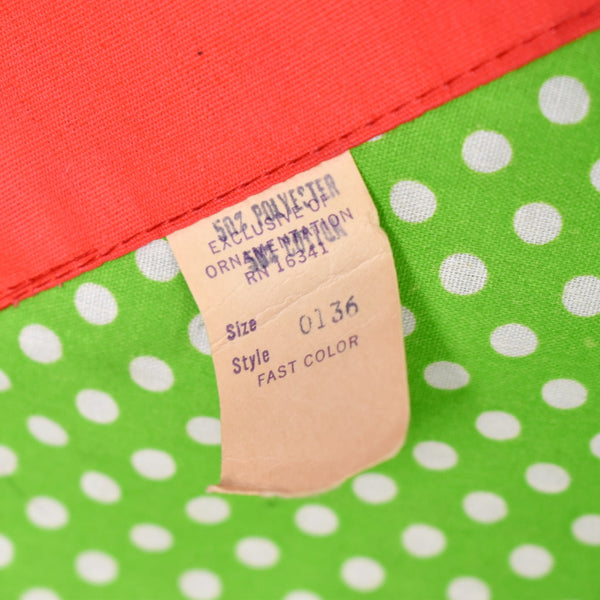 50% POLYESTER
EXCLUSIVE OF
ORNAMENTATION
50% COTTON
RN 16341
Size 0136
Style
FAST COLOR